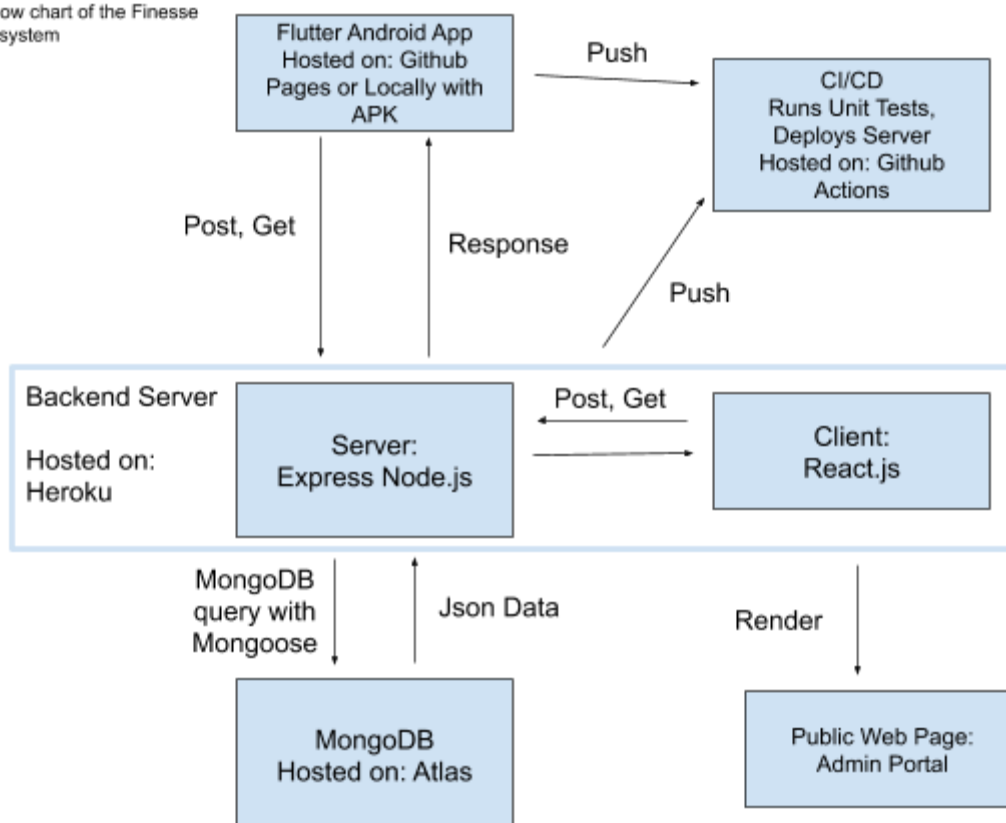 ow chart of the Finesse
system
Flutter Android App
Hosted on: Github
Pages or Locally with
APK
Push
CI/CD
Runs Unit Tests,
Deploys Server
Hosted on: Github
Actions
Post, Get
Response
Push
Backend Server
Hosted on:
Heroku
Server:
Express Node.js
Post, Get
Client:
React.js
MongoDB
query with
Mongoose
Json Data
Render
MongoDB
Hosted on: Atlas
Public Web Page:
Admin Portal